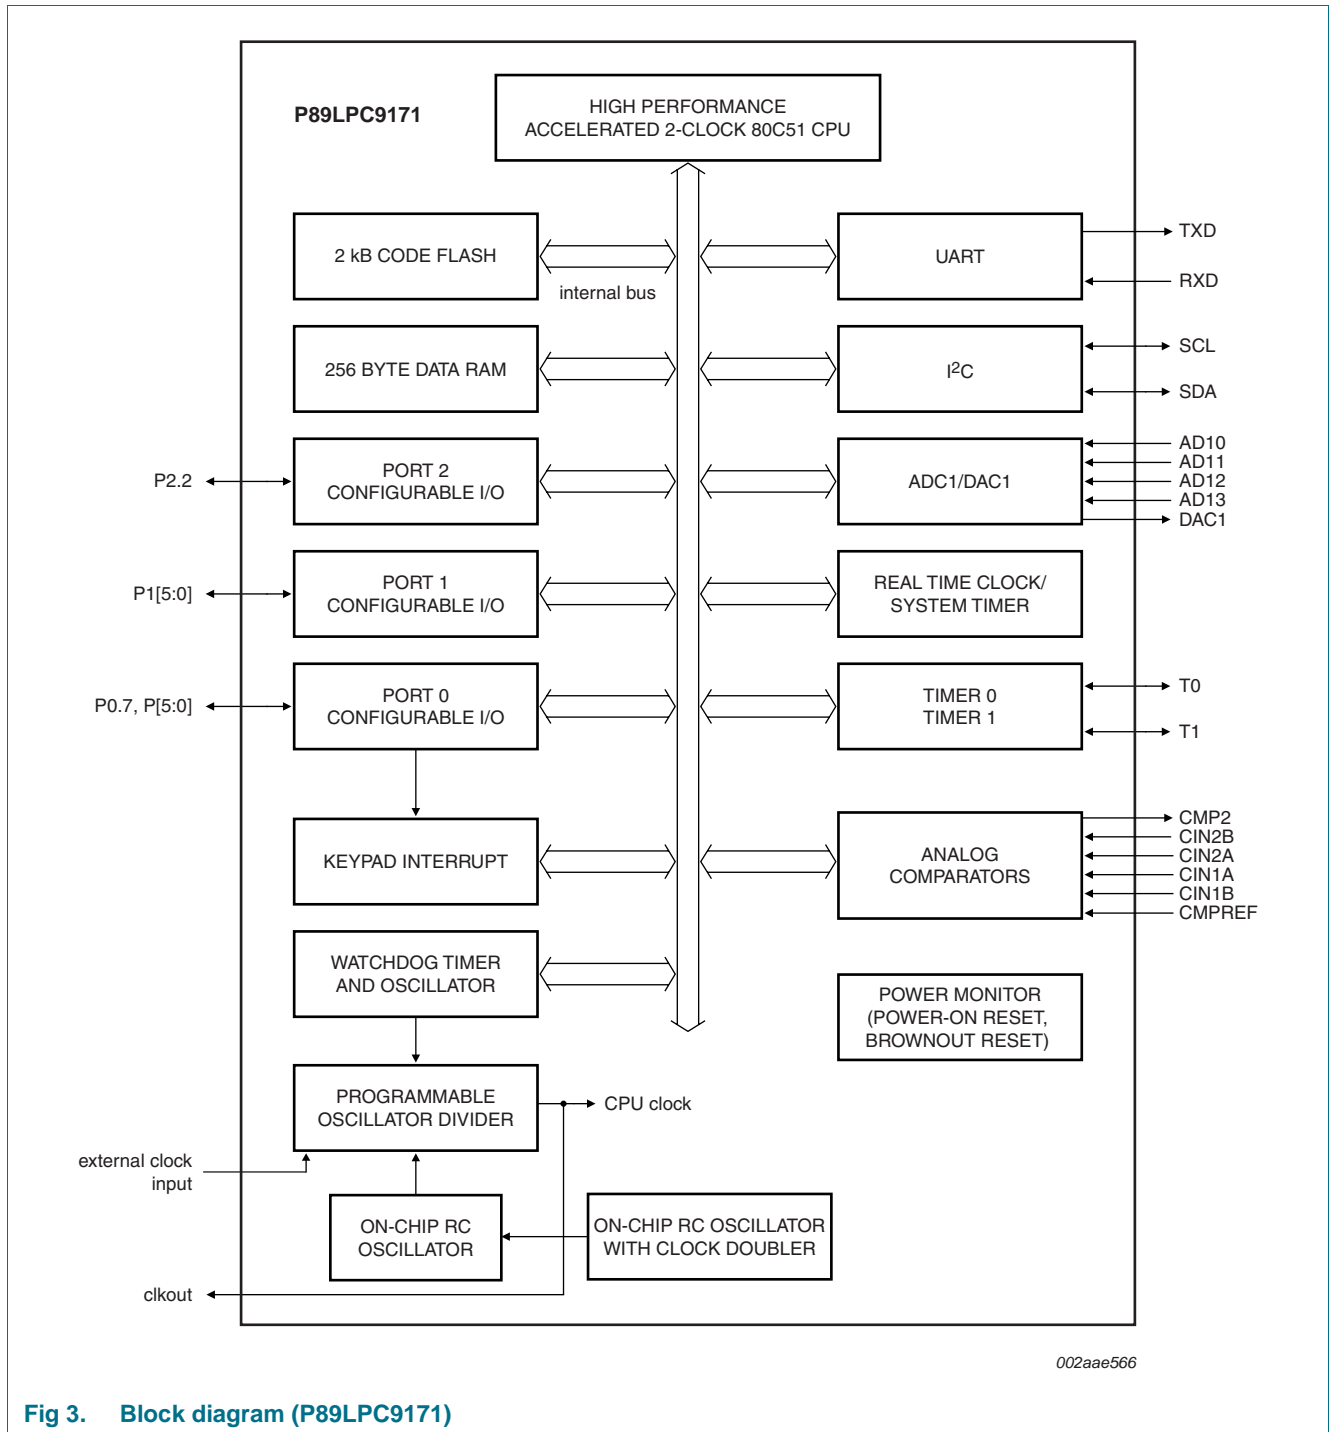 P89LPC9171
HIGH PERFORMANCE
ACCELERATED 2-CLOCK 80C51 CPU
2 kB CODE FLASH
internal bus
UART
TXD
RXD
256 BYTE DATA RAM
I2C
SCL
SDA
P2.2
PORT 2
CONFIGURABLE I/O
ADC1/DAC1
AD10
AD11
AD12
AD13
DAC1
P1[5:0]
PORT 1
CONFIGURABLE I/O
REAL TIME CLOCK/
SYSTEM TIMER
P0.7, P[5:0]
PORT 0
CONFIGURABLE I/O
TIMER 0
TIMER 1
T0
T1
KEYPAD INTERRUPT
ANALOG
COMPARATORS
CMP2
CIN2B
CIN2A
CIN1A
CIN1B
CMPREF
WATCHDOG TIMER
AND OSCILLATOR
POWER MONITOR
(POWER-ON RESET,
BROWNOUT RESET)
PROGRAMMABLE
OSCILLATOR DIVIDER
CPU clock
external clock
input
ON-CHIP RC
OSCILLATOR
ON-CHIP RC OSCILLATOR
WITH CLOCK DOUBLER
clkout
002aae566
Fig 3. Block diagram (P89LPC9171)